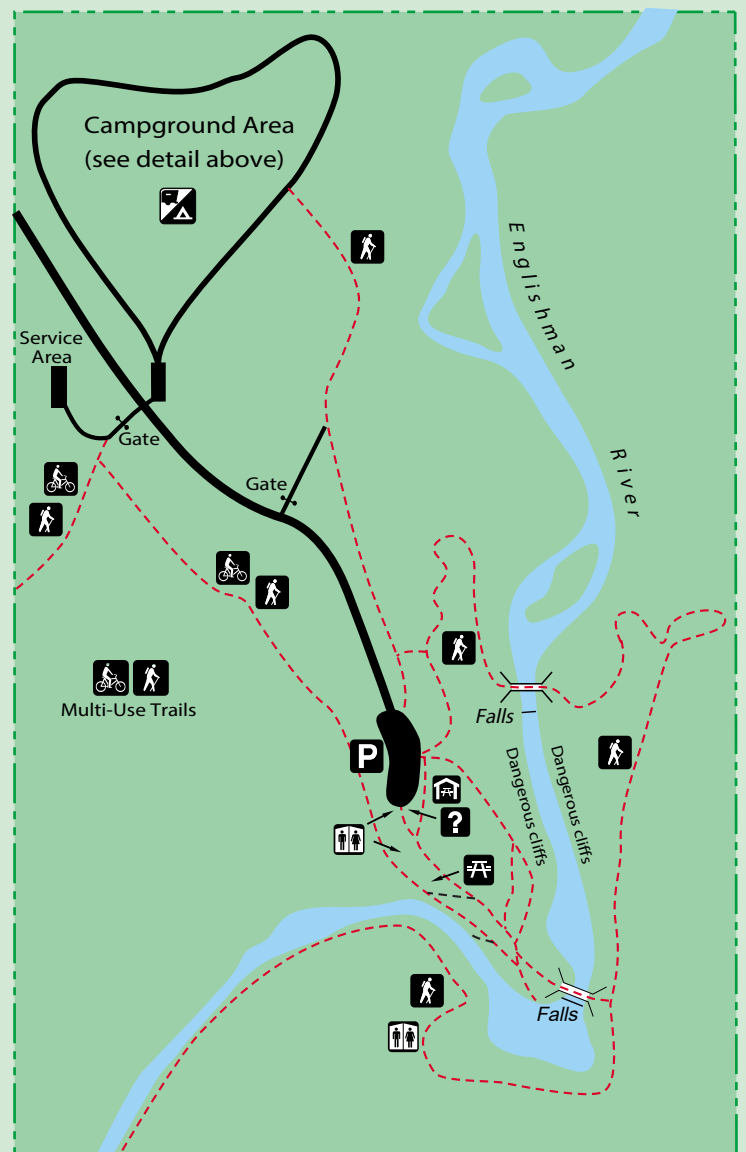 Campground Area
(see detail above)
Englishman
River
Service
Area
Gate
Gate
Multi-Use Trails
Falls
Dangerous cliffs
Dangerous cliffs
P
?
Falls